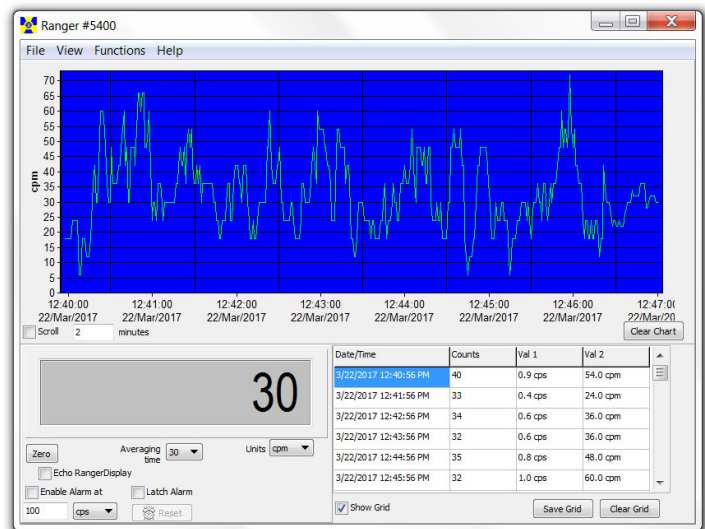 Ranger #5400
File View Functions Help
70
65
60
55
50
45
40
35
30
25
20
15
10
5
0
cpm
12:40:00 12:41:00 12:42:00 12:43:00 12:44:00 12:45:00 12:46:00 12:47:0
22/Mar/2017 22/Mar/2017 22/Mar/2017 22/Mar/2017 22/Mar/2017 22/Mar/2017 22/Mar/2017 22/Mar/20
Scroll 2 minutes Clear Chart
30
Zero Averaging time 30 Units cpm
Echo RangerDisplay
Enable Alarm at Latch Alarm
100 cps Reset
Date/Time Counts Val 1 Val 2
3/22/2017 12:40:56 PM 40 0.9 cps 54.0 cpm
3/22/2017 12:41:56 PM 33 0.4 cps 24.0 cpm
3/22/2017 12:42:56 PM 34 0.6 cps 36.0 cpm
3/22/2017 12:43:56 PM 32 0.6 cps 36.0 cpm
3/22/2017 12:44:56 PM 35 0.8 cps 48.0 cpm
3/22/2017 12:45:56 PM 32 1.0 cps 60.0 cpm
Show Grid Save Grid Clear Grid